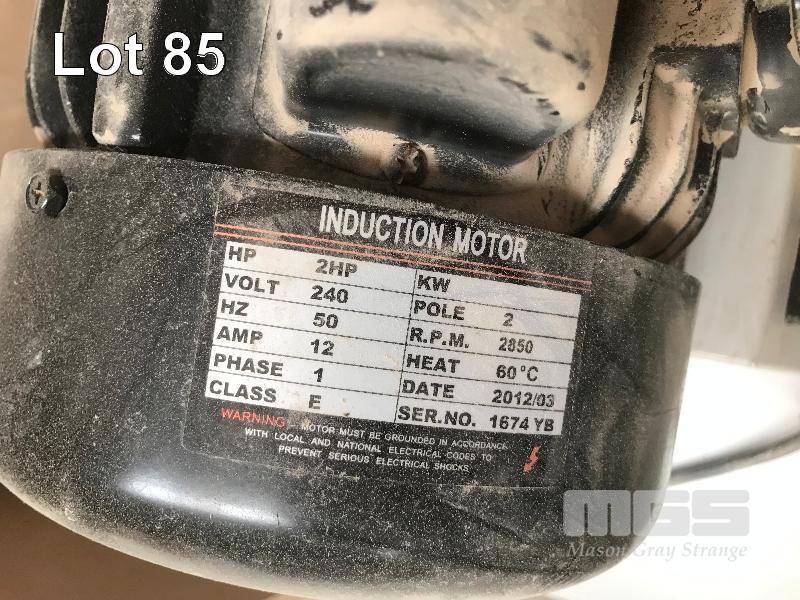 Lot 85
INDUCTION MOTOR
HP 2HP KW
VOLT 240 POLE 2
HZ 50 R.P.M. 2850
AMP 12 HEAT 60°C
PHASE 1 DATE 2012/03
CLASS E SER.NO. 1674 YB
WARNING MOTOR MUST BE GROUNDED IN ACCORDANCE
WITH LOCAL AND NATIONAL ELECTRICAL CODES TO
PREVENT SERIOUS ELECTRICAL SHOCKS
MGS
Mason Gray Strange